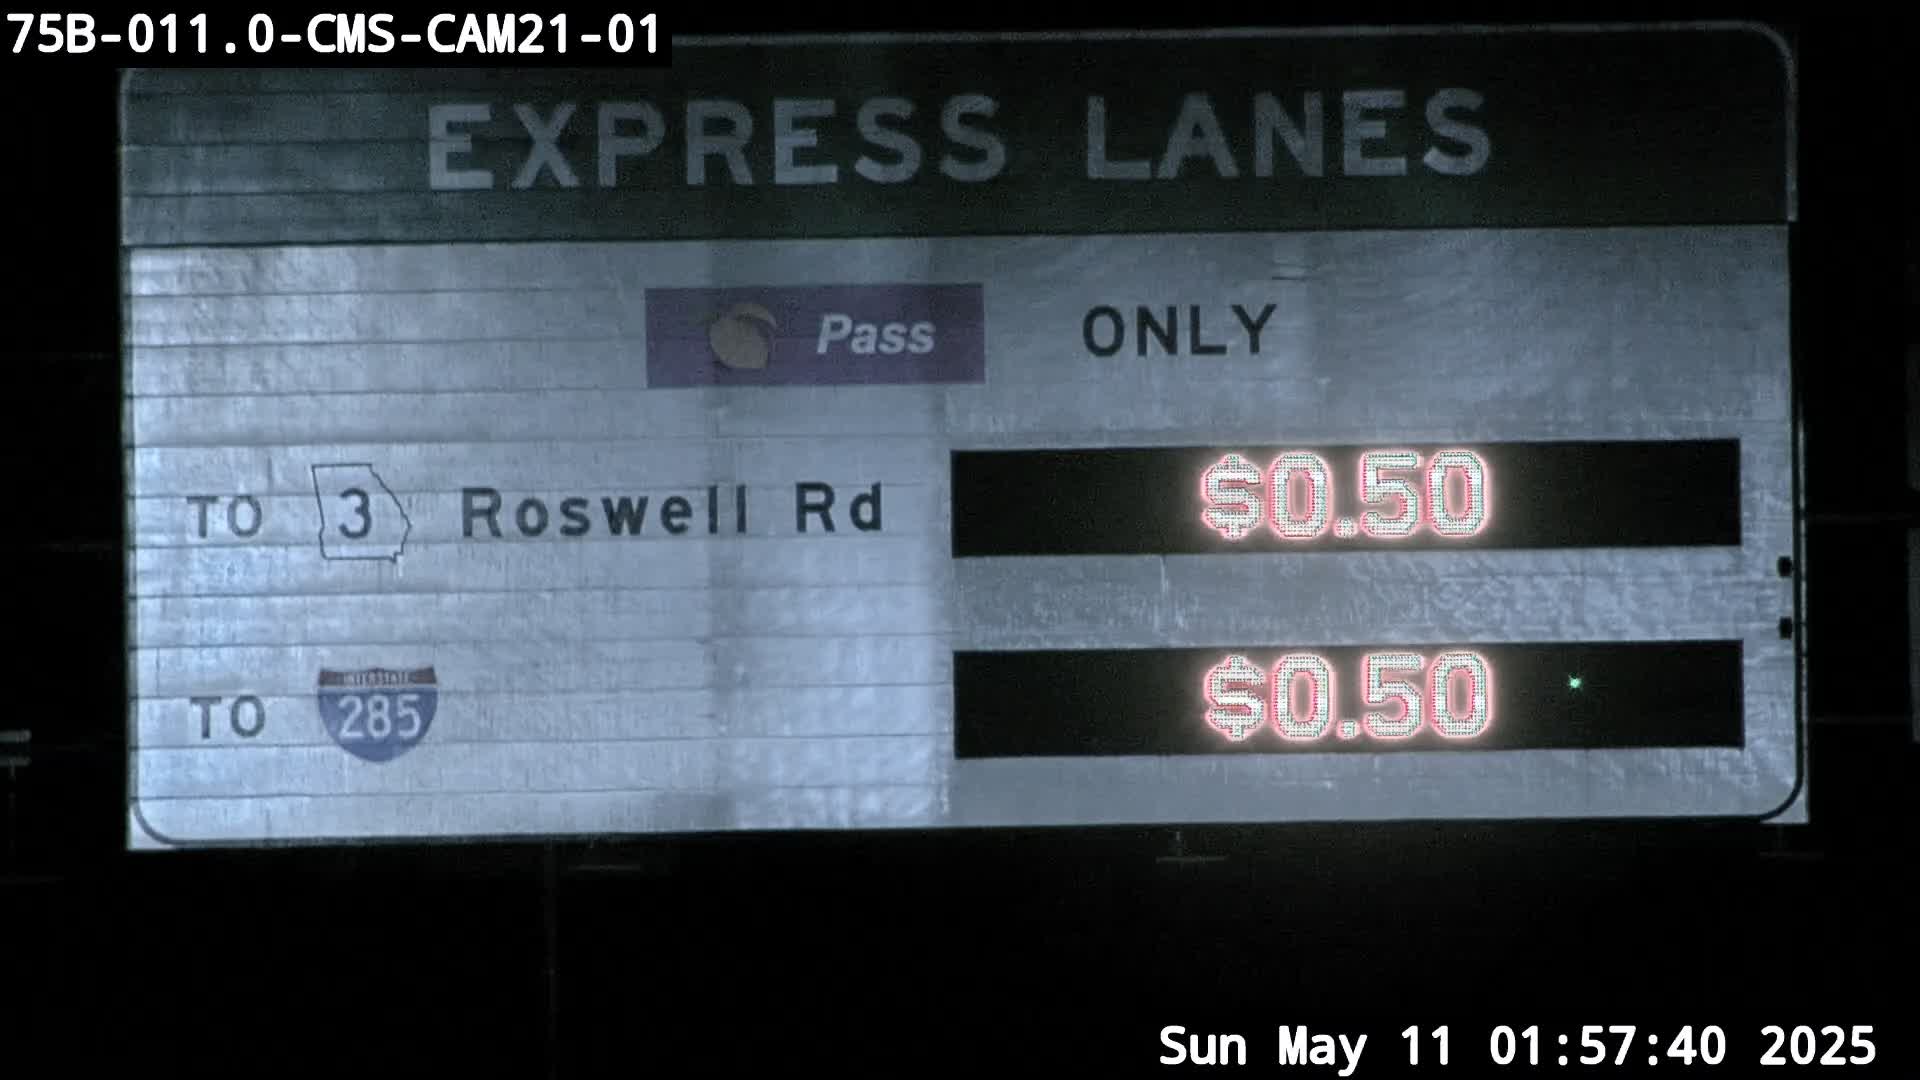 75B-011.0-CMS-CAM21-01
EXPRESS LANES
Pass ONLY
TO 3 Roswell Rd $0.50
TO INTERSTATE 285 $0.50
Sun May 11 01:57:40 2025